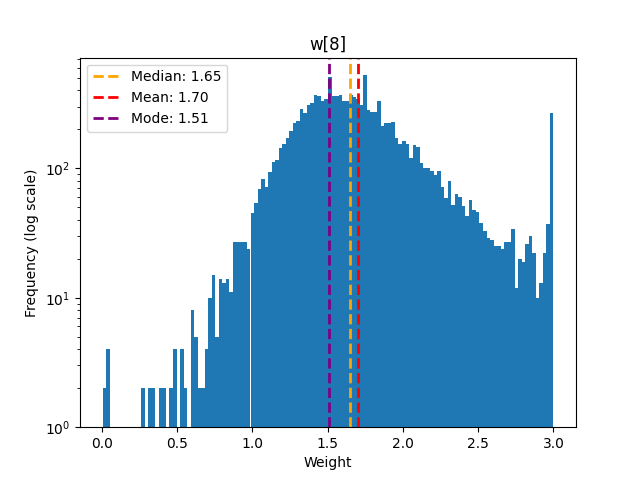 w[8]
Median: 1.65
Mean: 1.70
Mode: 1.51
Frequency (log scale)
10²
10¹
10⁰
0.0 0.5 1.0 1.5 2.0 2.5 3.0
Weight